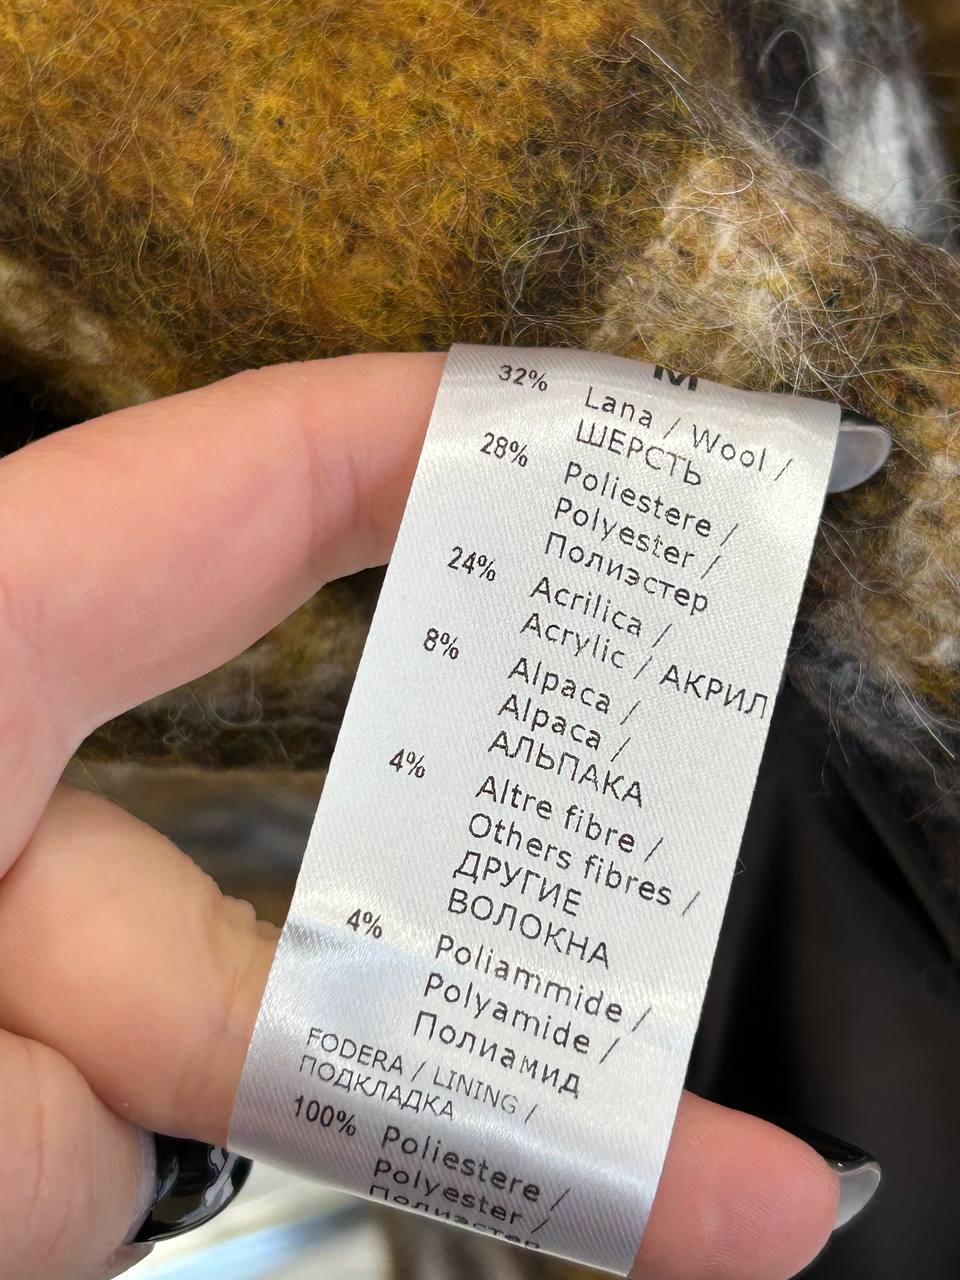 M
32% Lana / Wool /
ШЕРСТЬ
28% Poliestere /
Polyester /
Полиэстер
24% Acrilica /
Acrylic / АКРИЛ
8% Alpaca /
Alpaca /
АЛЬПАКА
4% Altre fibre /
Others fibres /
ДРУГИЕ
ВОЛОКНА
4% Poliammide /
Polyamide /
Полиамид
FODERA / LINING /
ПОДКЛАДКА
100% Poliestere /
Polyester /
Полиэстер